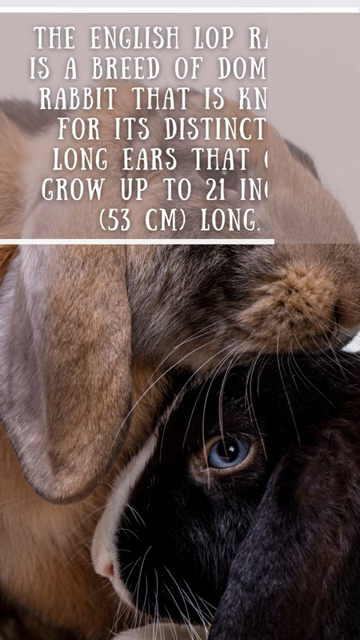 THE ENGLISH LOP
IS A BREED OF
RABBIT THAT IS
FOR ITS
LONG EARS THAT
GROW UP TO 21
(53 CM) LONG.